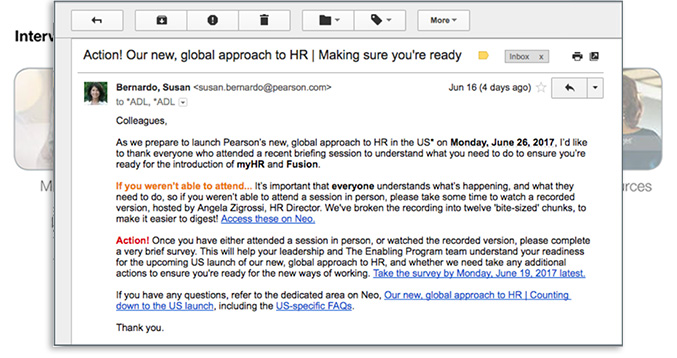 Interv
More
Action! Our new, global approach to HR | Making sure you're ready
Inbox x
Bernardo, Susan <susan.bernardo@pearson.com>
Jun 16 (4 days ago)
to *ADL, *ADL
Colleagues,
As we prepare to launch Pearson's new, global approach to HR in the US* on Monday, June 26, 2017, I'd like
to thank everyone who attended a recent briefing session to understand what you need to do to ensure you're
ready for the introduction of myHR and Fusion.
If you weren't able to attend... It's important that everyone understands what's happening, and what they
need to do, so if you weren't able to attend a session in person, please take some time to watch a recorded
version, hosted by Angela Zigrossi, HR Director. We've broken the recording into twelve 'bite-sized' chunks, to
make it easier to digest! Access these on Neo.
Action! Once you have either attended a session in person, or watched the recorded version, please complete
a very brief survey. This will help your leadership and The Enabling Program team understand your readiness
for the upcoming US launch of our new, global approach to HR, and whether we need take any additional
actions to ensure you're ready for the new ways of working. Take the survey by Monday, June 19, 2017 latest.
If you have any questions, refer to the dedicated area on Neo, Our new, global approach to HR | Counting
down to the US launch, including the US-specific FAQs.
Thank you.
M
urces